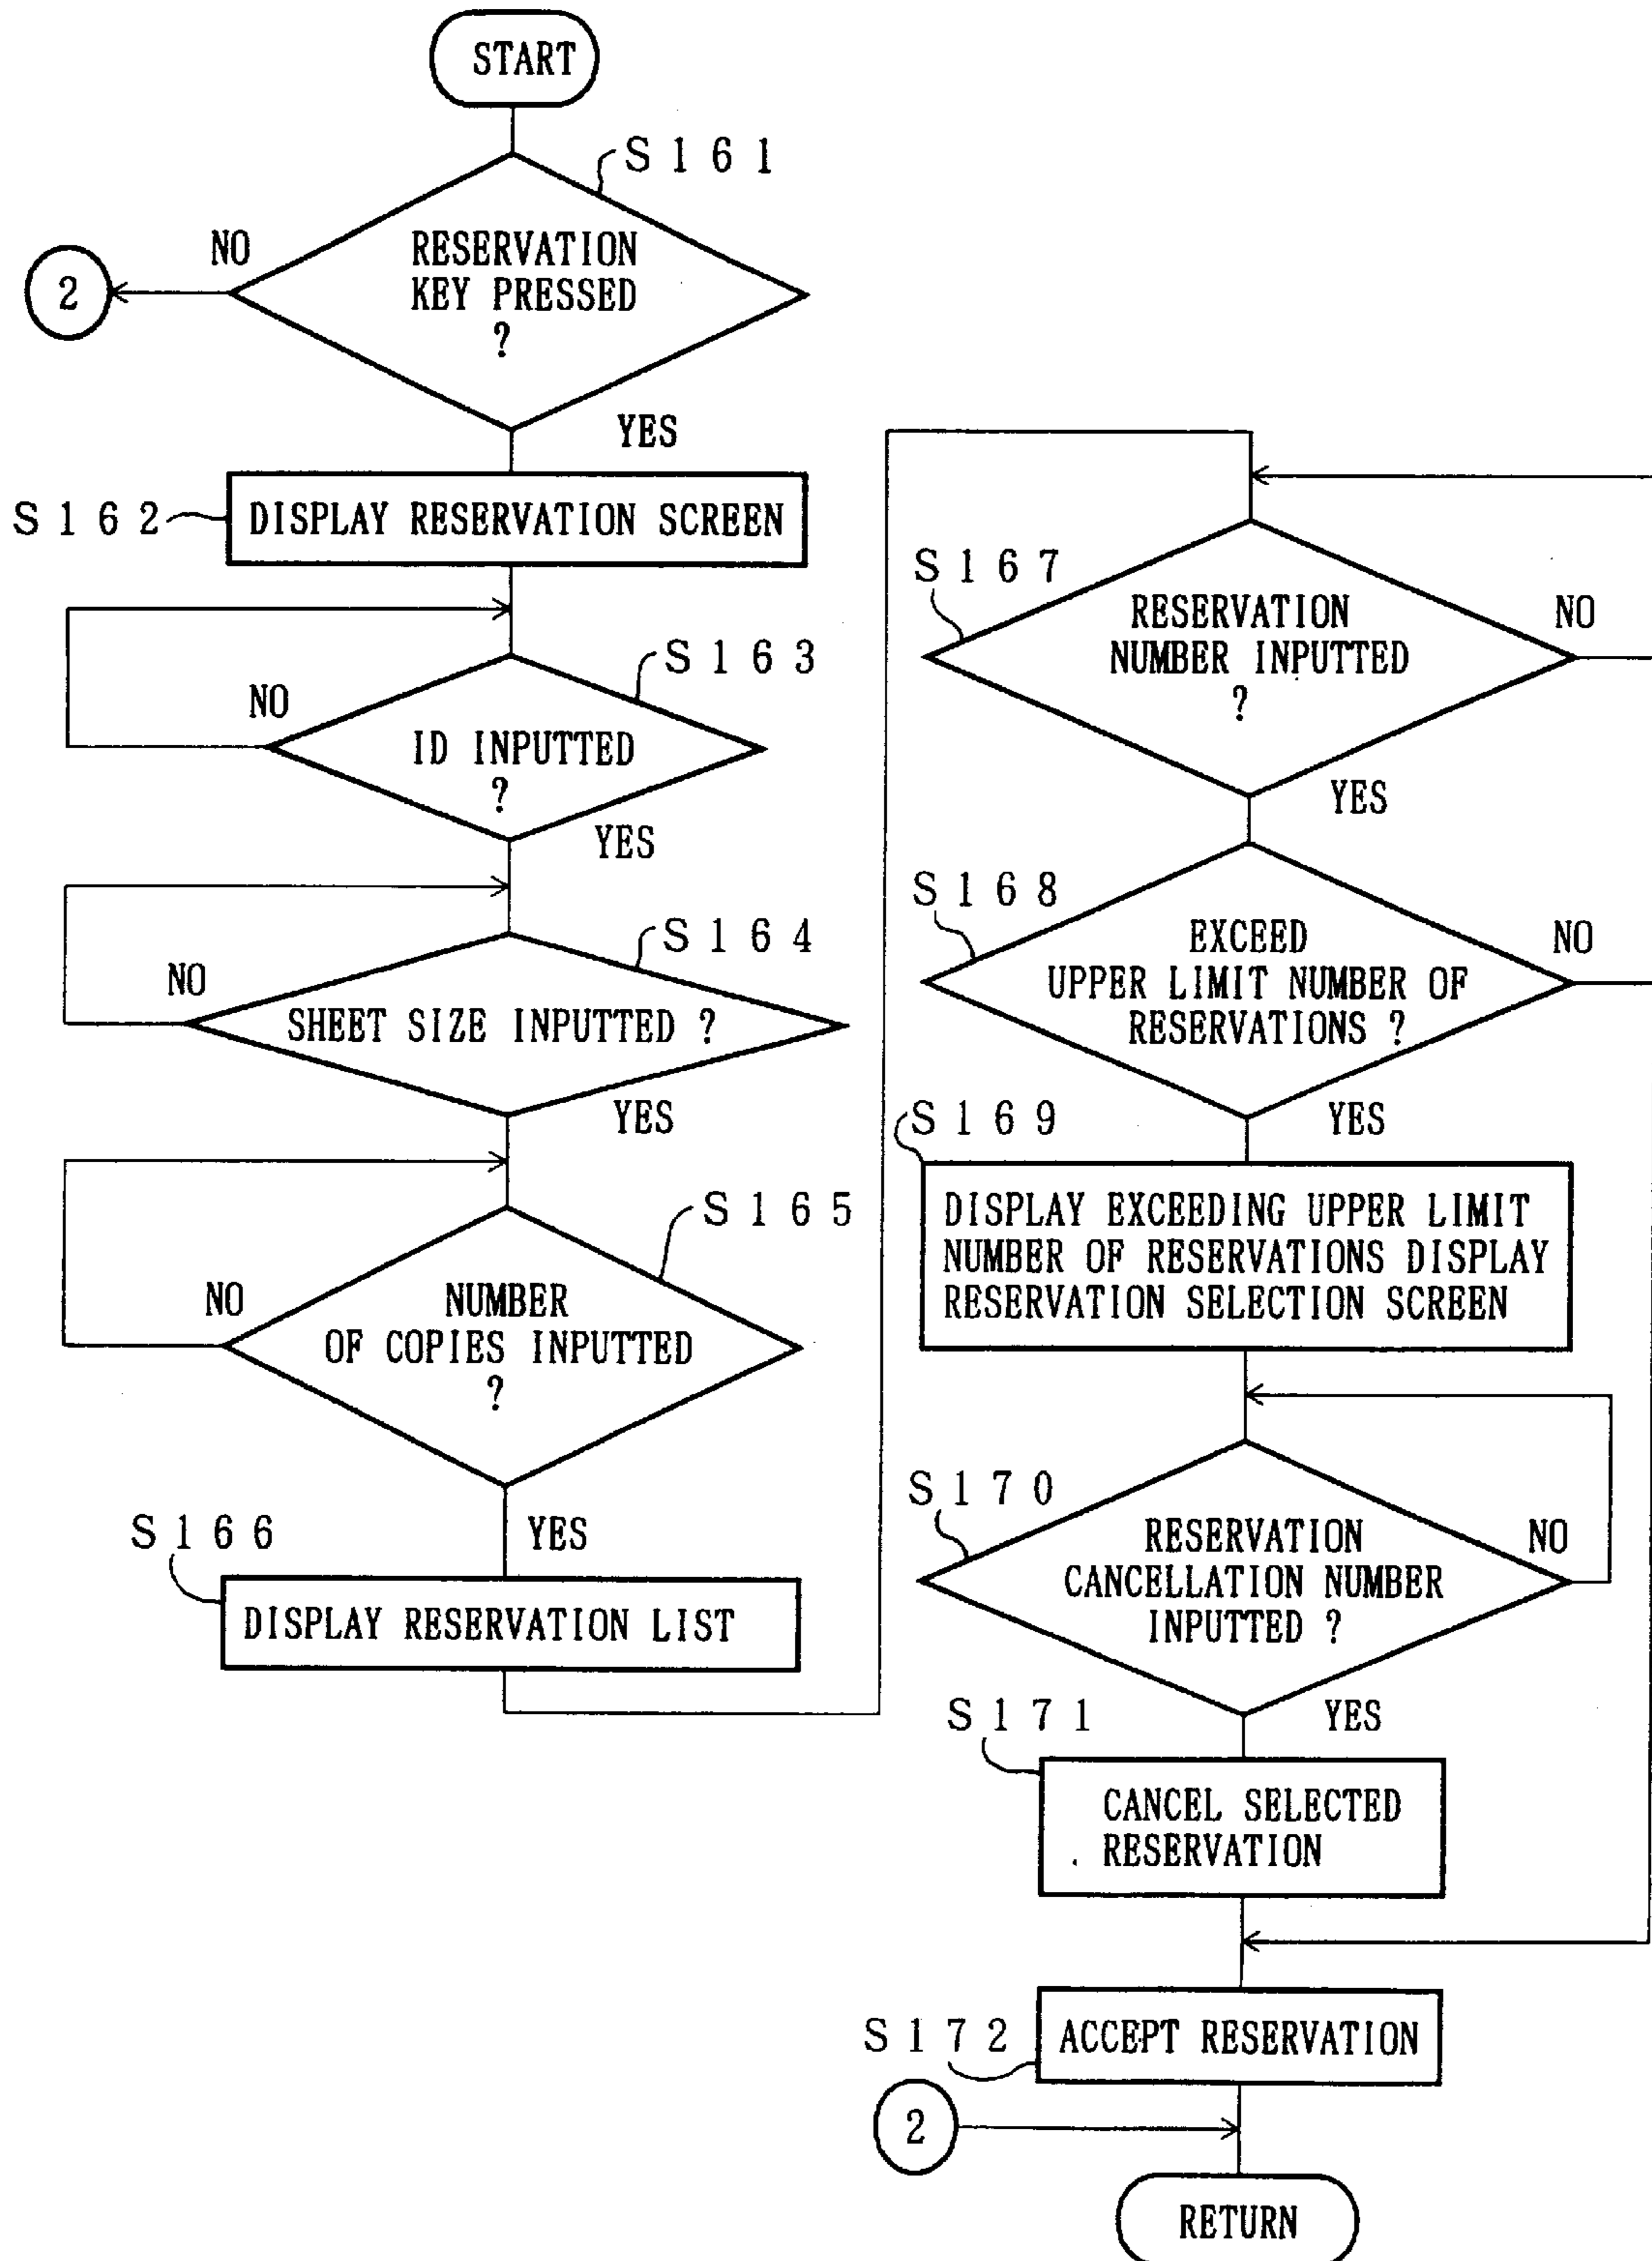 START
S161
NO
RESERVATION
KEY PRESSED
?
2
YES
S162
DISPLAY RESERVATION SCREEN
S163
NO
ID INPUTTED
?
YES
S164
NO
SHEET SIZE INPUTTED ?
YES
S165
NO
NUMBER
OF COPIES INPUTTED
?
YES
S166
DISPLAY RESERVATION LIST
S167
RESERVATION
NUMBER INPUTTED
?
NO
YES
S168
EXCEED
UPPER LIMIT NUMBER OF
RESERVATIONS ?
NO
YES
S169
DISPLAY EXCEEDING UPPER LIMIT
NUMBER OF RESERVATIONS DISPLAY
RESERVATION SELECTION SCREEN
S170
RESERVATION
CANCELLATION NUMBER
INPUTTED ?
NO
YES
S171
CANCEL SELECTED
RESERVATION
S172
ACCEPT RESERVATION
2
RETURN